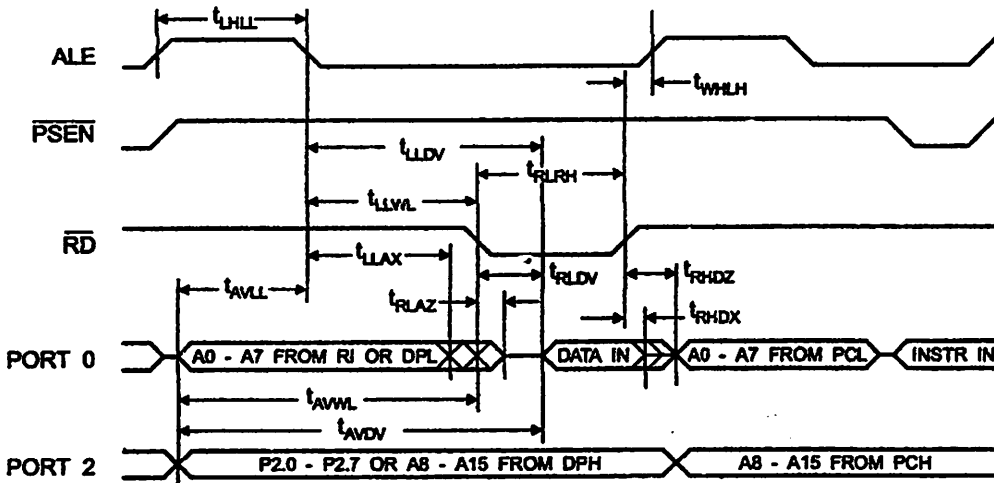 tLHLL
ALE
tWHLH
PSEN
tLLDV
tRLRH
tLLWL
RD
tLLAX
tRLDV
tRHDZ
tAVLL
tRLAZ
tRHDX
PORT 0
A0 - A7 FROM RI OR DPL
DATA IN
A0 - A7 FROM PCL
INSTR IN
tAVWL
tAVDV
PORT 2
P2.0 - P2.7 OR A8 - A15 FROM DPH
A8 - A15 FROM PCH